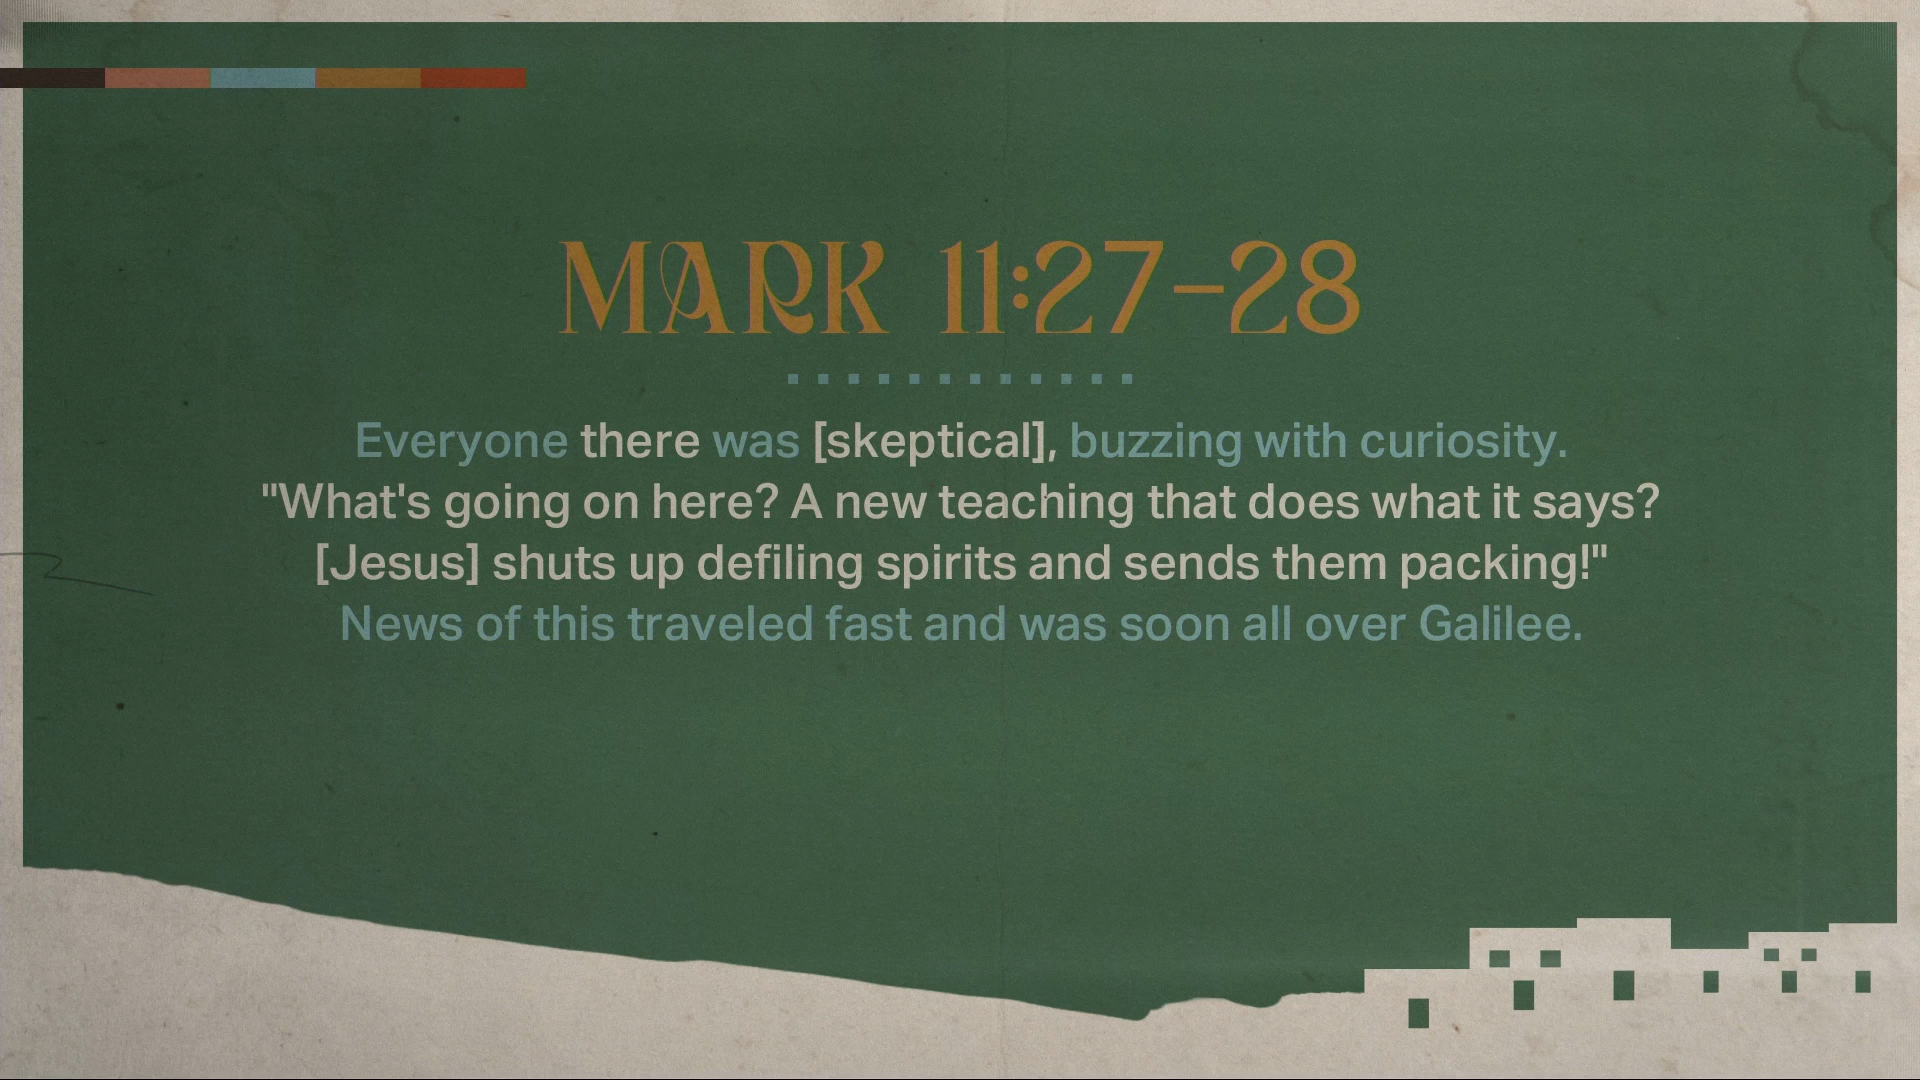 MARK 11:27–28
Everyone there was [skeptical], buzzing with curiosity.
"What's going on here? A new teaching that does what it says?
[Jesus] shuts up defiling spirits and sends them packing!"
News of this traveled fast and was soon all over Galilee.